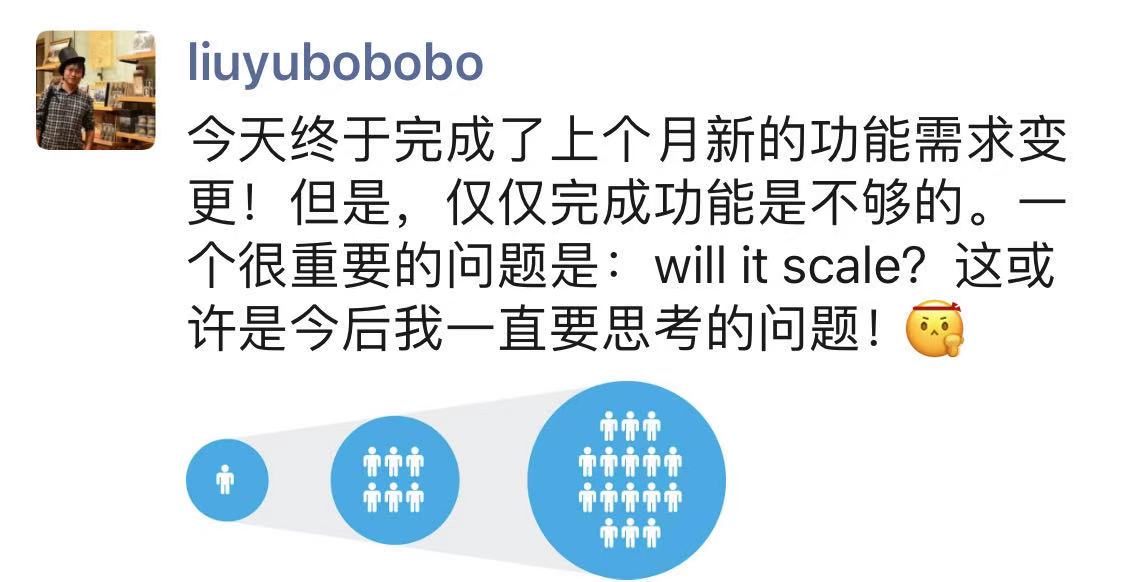 liuyubobobo
今天终于完成了上个月新的功能需求变
更！但是，仅仅完成功能是不够的。一
个很重要的问题是：will it scale？这或
许是今后我一直要思考的问题！